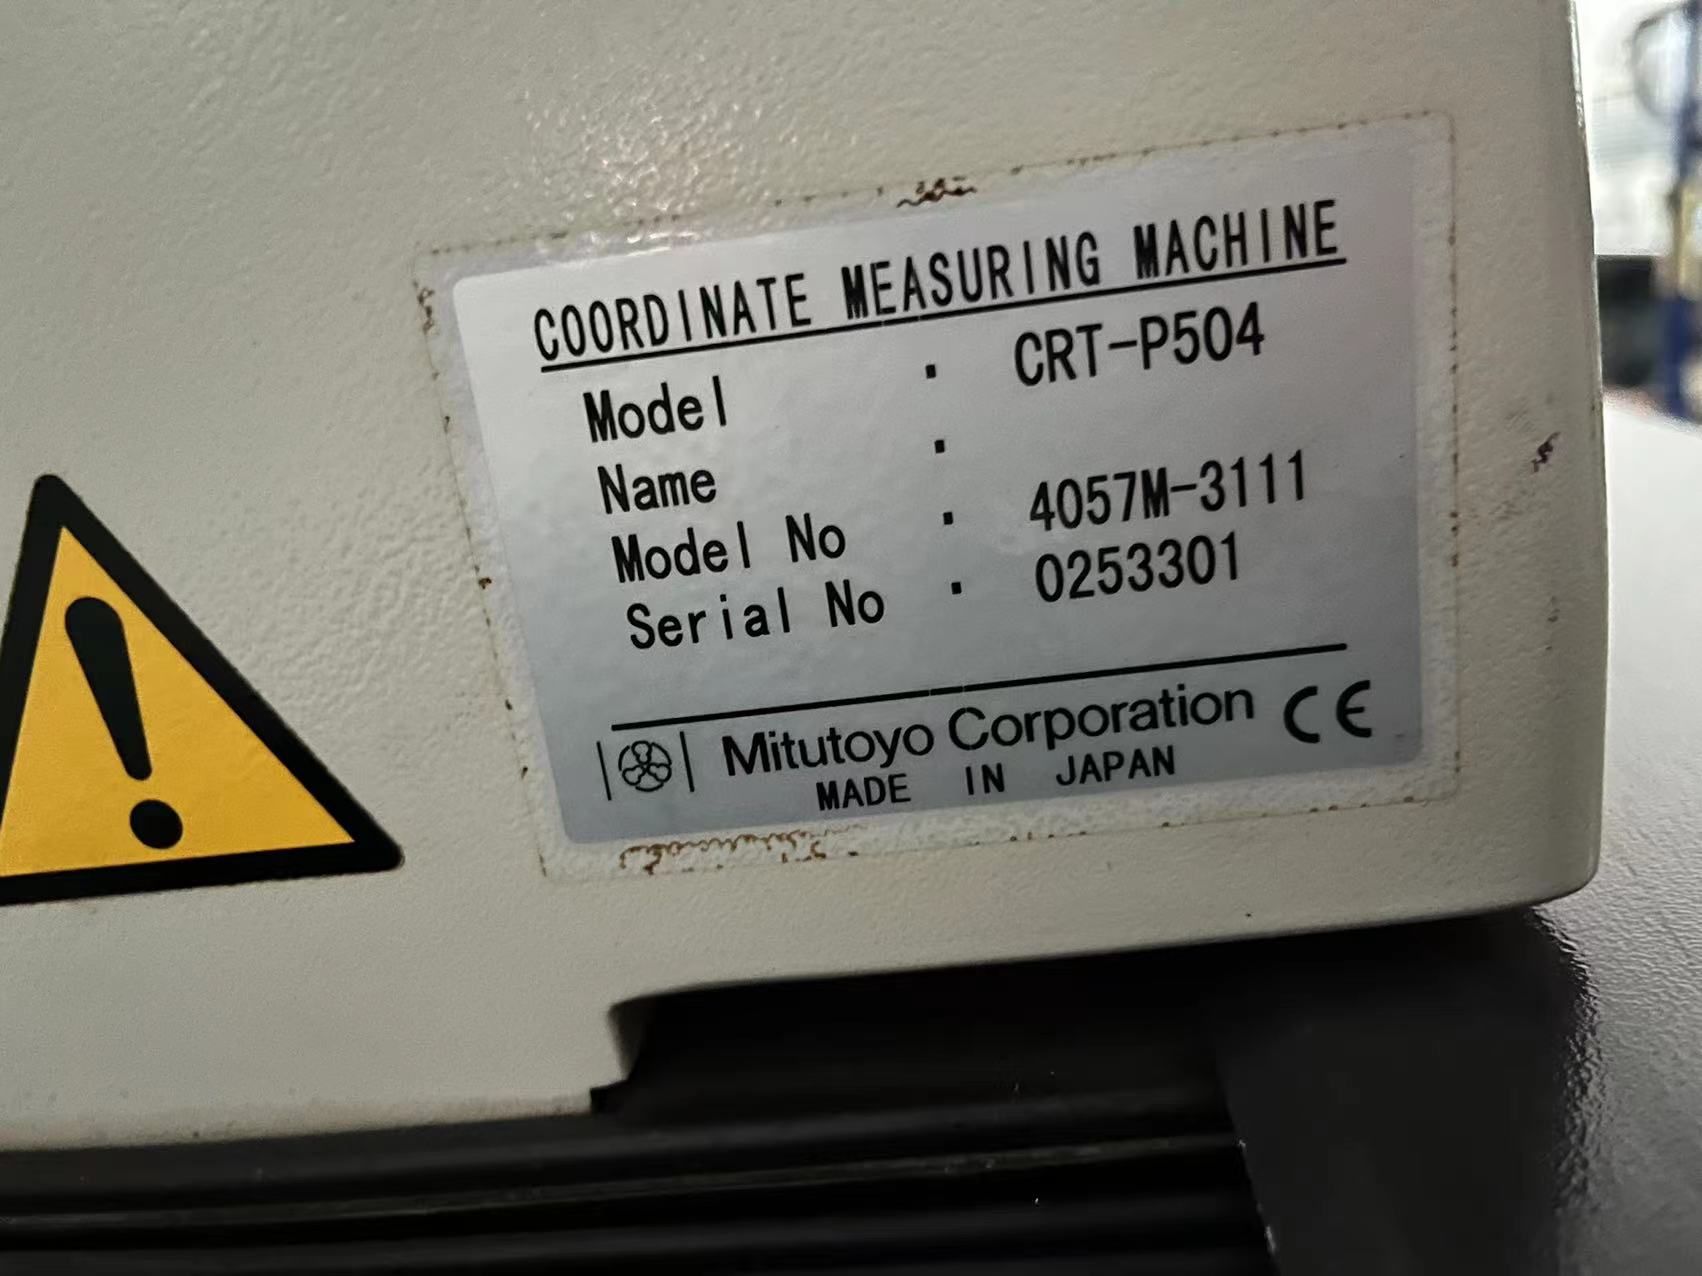 COORDINATE MEASURING MACHINE
Model : CRT-P504
Name :
Model No : 4057M-3111
Serial No : 0253301
Mitutoyo Corporation CE
MADE IN JAPAN